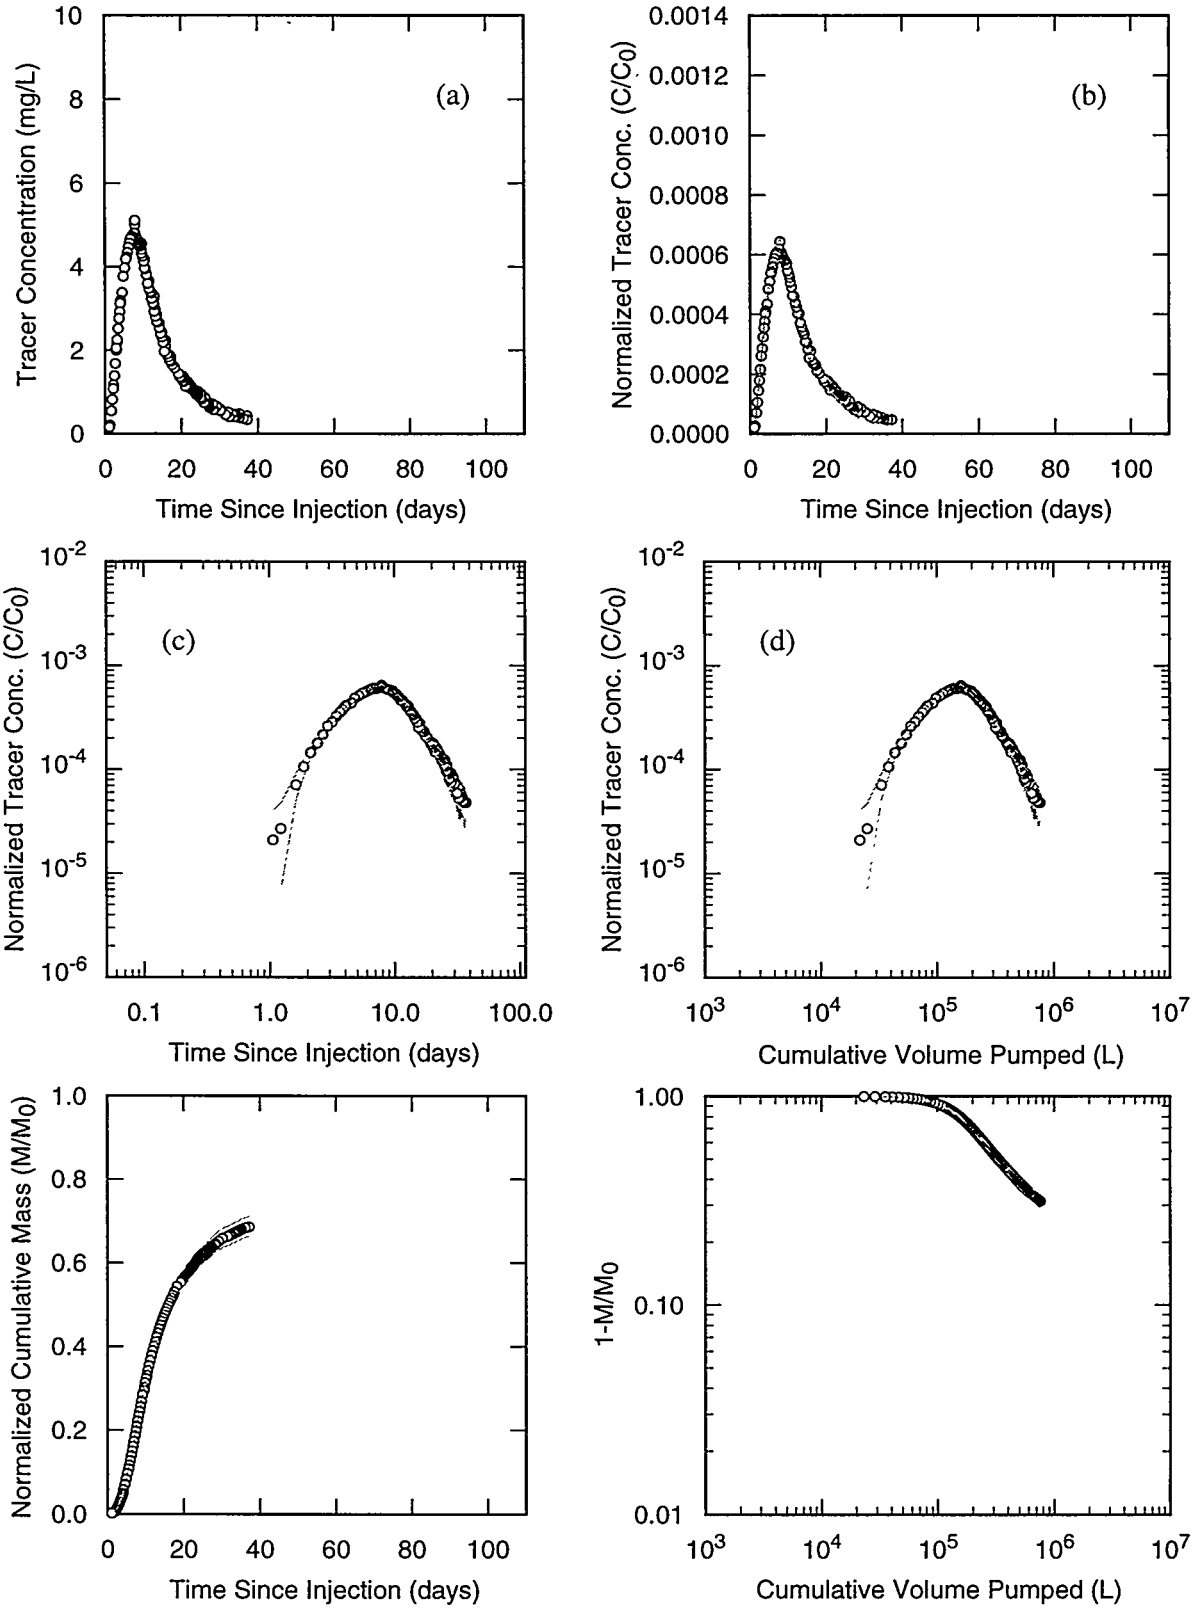 Tracer Concentration (mg/L)
10
8
6
4
2
0
(a)
0 20 40 60 80 100
Time Since Injection (days)
Normalized Tracer Conc. (C/C0)
0.0014
0.0012
0.0010
0.0008
0.0006
0.0004
0.0002
0.0000
(b)
0 20 40 60 80 100
Time Since Injection (days)
Normalized Tracer Conc. (C/C0)
10-2
10-3
10-4
10-5
10-6
(c)
0.1 1.0 10.0 100.0
Time Since Injection (days)
Normalized Tracer Conc. (C/C0)
10-2
10-3
10-4
10-5
10-6
(d)
103 104 105 106 107
Cumulative Volume Pumped (L)
Normalized Cumulative Mass (M/M0)
1.0
0.8
0.6
0.4
0.2
0.0
0 20 40 60 80 100
Time Since Injection (days)
1-M/M0
1.00
0.10
0.01
103 104 105 106 107
Cumulative Volume Pumped (L)